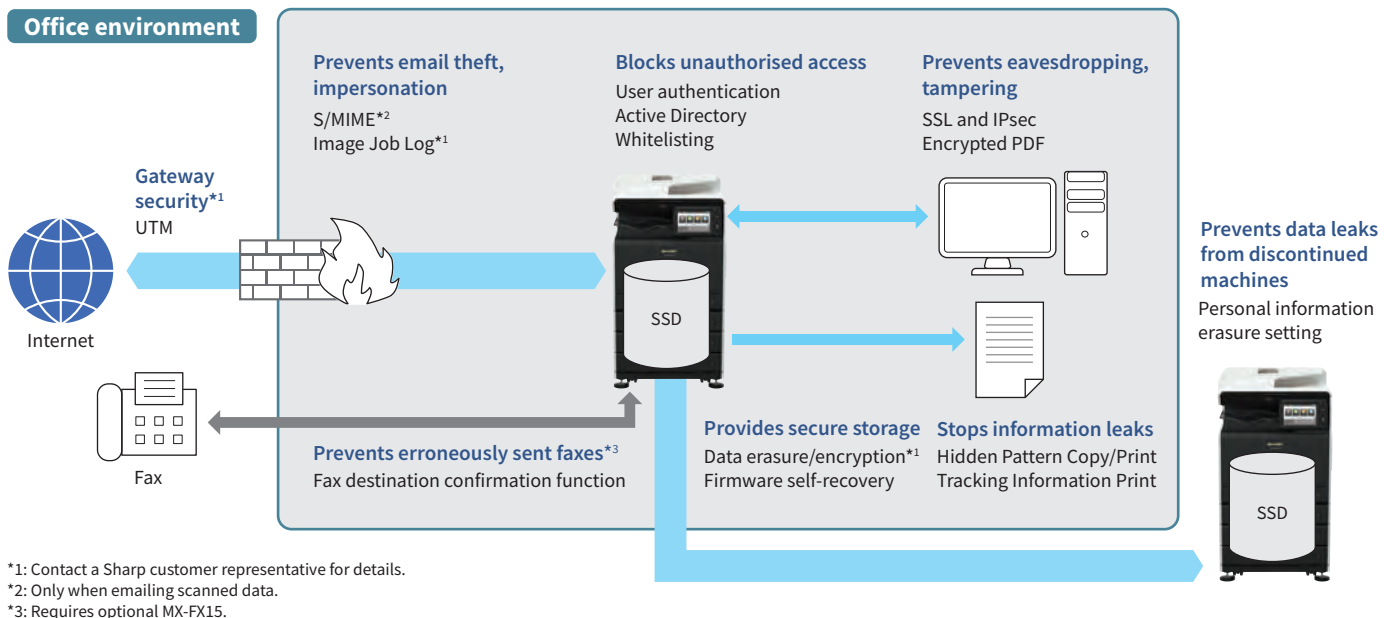 Office environment
Prevents email theft,
impersonation
S/MIME*2
Image Job Log*1
Blocks unauthorised access
User authentication
Active Directory
Whitelisting
Prevents eavesdropping,
tampering
SSL and IPsec
Encrypted PDF
Gateway
security*1
UTM
Internet
SSD
Prevents data leaks
from discontinued
machines
Personal information
erasure setting
SSD
Fax
Prevents erroneously sent faxes*3
Fax destination confirmation function
Provides secure storage
Data erasure/encryption*1
Firmware self-recovery
Stops information leaks
Hidden Pattern Copy/Print
Tracking Information Print
*1: Contact a Sharp customer representative for details.
*2: Only when emailing scanned data.
*3: Requires optional MX-FX15.